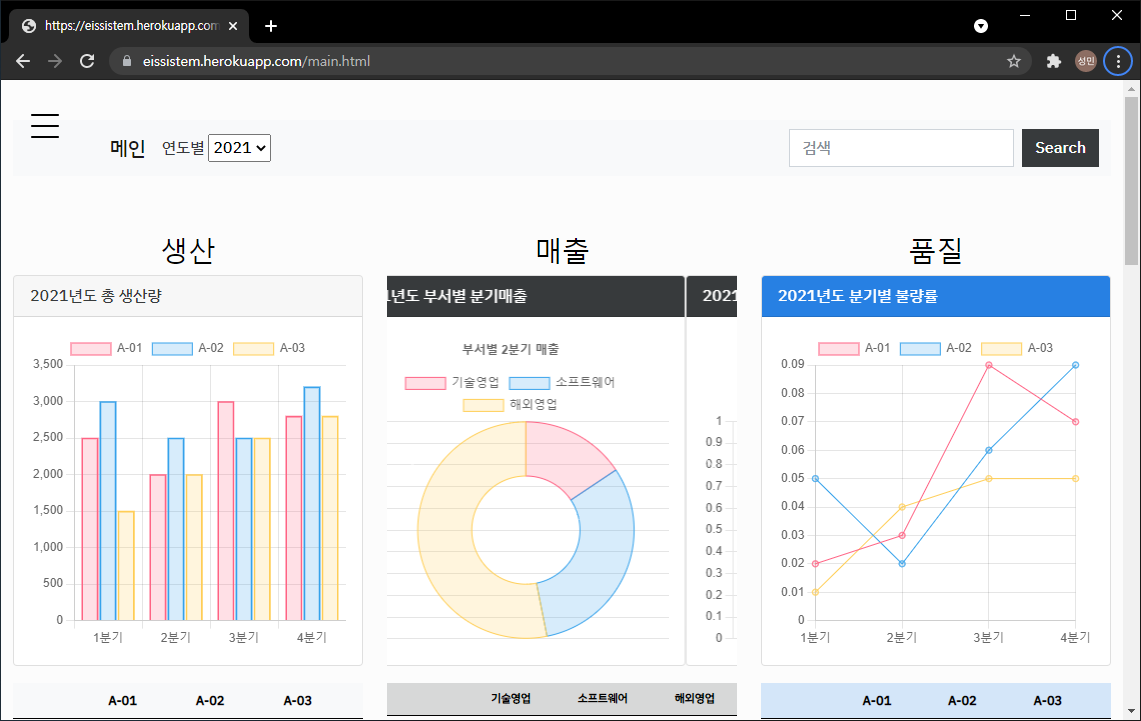 https://eissistem.herokuapp.com
eissistem.herokuapp.com/main.html
성민
메인 연도별 2021
검색 Search
생산
2021년도 총 생산량
A-01 A-02 A-03
3,500
3,000
2,500
2,000
1,500
1,000
500
0
1분기 2분기 3분기 4분기
A-01 A-02 A-03
매출
1년도 부서별 분기매출 2021
부서별 2분기 매출
기술영업 소프트웨어
해외영업
1
0.9
0.8
0.7
0.6
0.5
0.4
0.3
0.2
0.1
0
기술영업 소프트웨어 해외영업
품질
2021년도 분기별 불량률
A-01 A-02 A-03
0.09
0.08
0.07
0.06
0.05
0.04
0.03
0.02
0.01
0
1분기 2분기 3분기 4분기
A-01 A-02 A-03